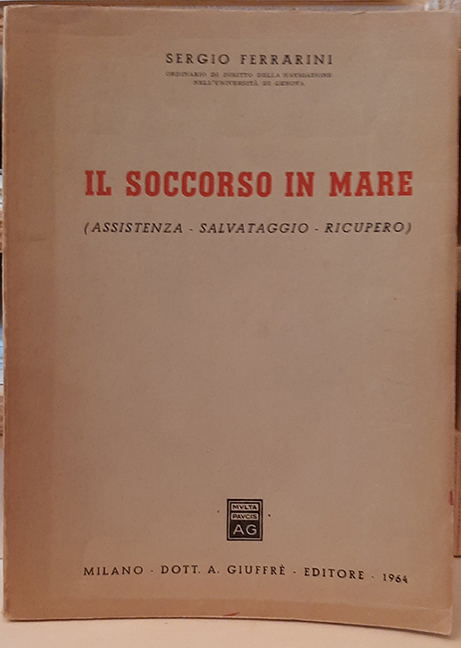 SERGIO FERRARINI
ORDINARIO DI DIRITTO DELLA NAVIGAZIONE
NELL'UNIVERSITÀ DI GENOVA
IL SOCCORSO IN MARE
(ASSISTENZA - SALVATAGGIO - RICUPERO)
MVLTA
PAVCIS
AG
MILANO - DOTT. A. GIUFFRÈ - EDITORE - 1964